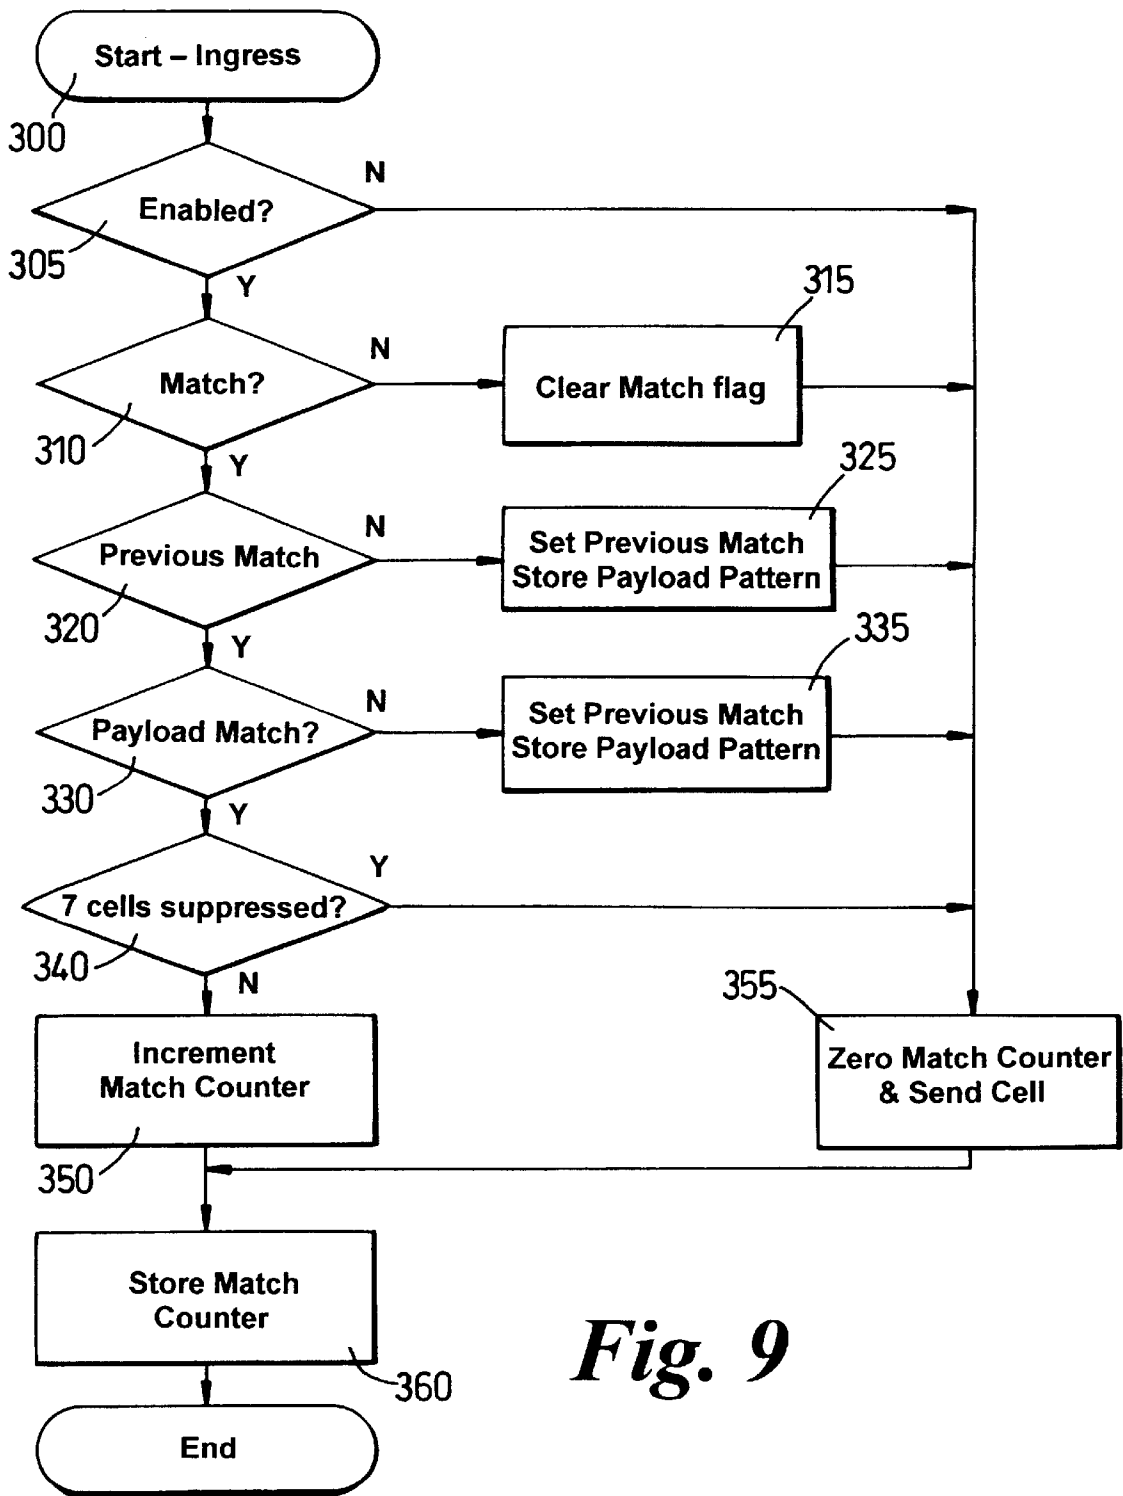 Start – Ingress
300
N
Enabled?
305
Y
315
N
Match?
Clear Match flag
310
Y
325
N
Previous Match
Set Previous Match
Store Payload Pattern
320
Y
335
N
Payload Match?
Set Previous Match
Store Payload Pattern
330
Y
Y
7 cells suppressed?
340
N
355
Increment
Match Counter
Zero Match Counter
& Send Cell
350
Store Match
Counter
Fig. 9
360
End